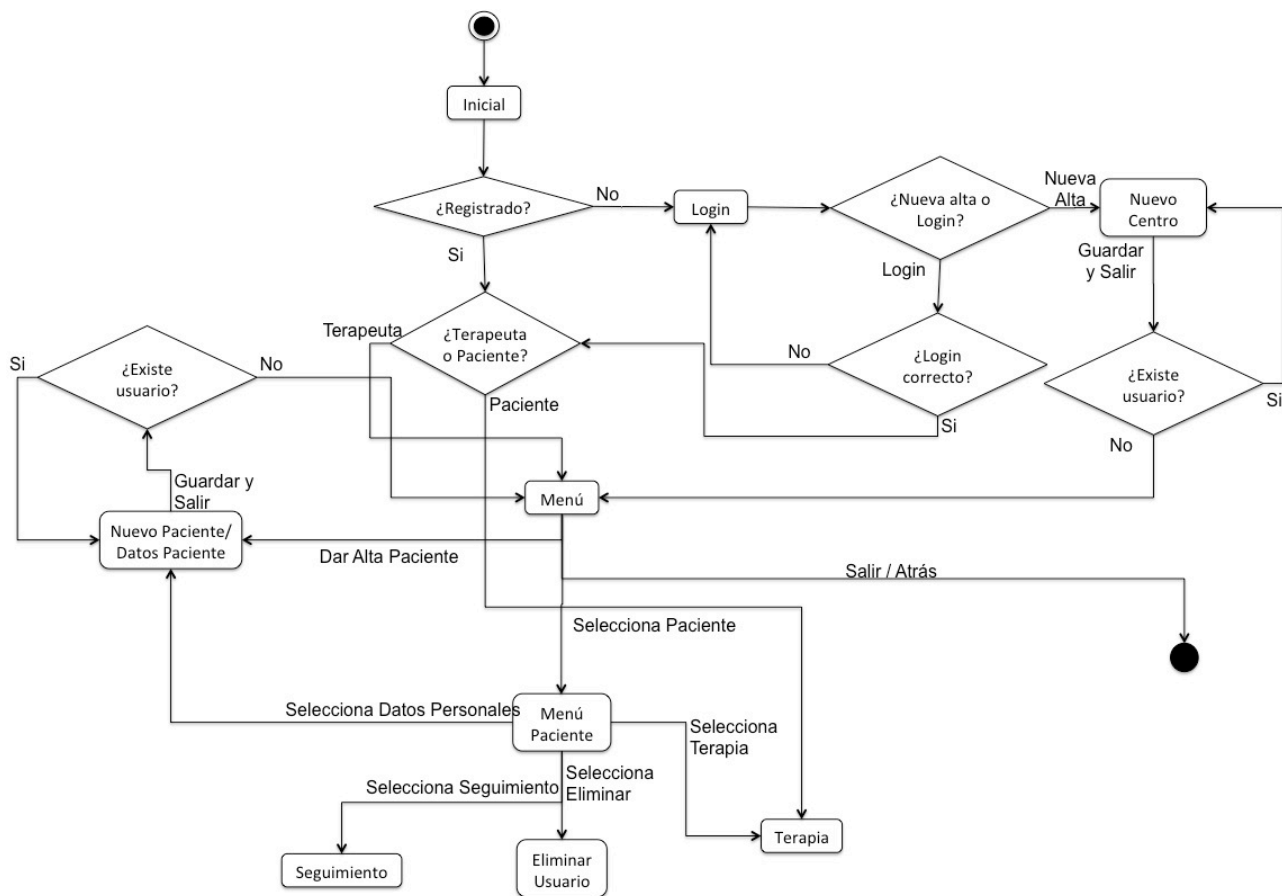 Inicial
¿Registrado?
No
Si
Login
¿Nueva alta o
Login?
Nueva
Alta
Nuevo
Centro
Login
Guardar
y Salir
Terapeuta
¿Terapeuta
o Paciente?
Paciente
No
¿Login
correcto?
Si
¿Existe
usuario?
Si
No
Si
¿Existe
usuario?
No
Guardar y
Salir
Nuevo Paciente/
Datos Paciente
Menú
Dar Alta Paciente
Salir / Atrás
Selecciona Paciente
Selecciona Datos Personales
Menú
Paciente
Selecciona
Terapia
Selecciona Seguimiento
Selecciona
Eliminar
Terapia
Seguimiento
Eliminar
Usuario